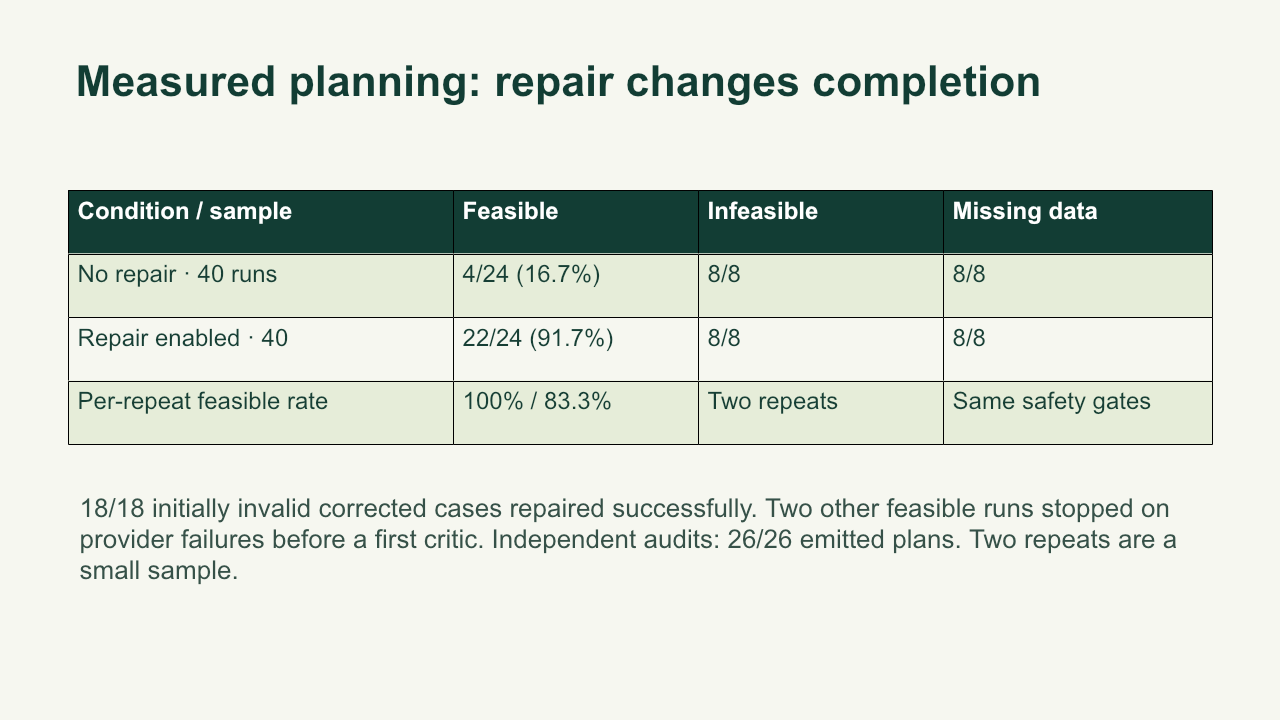 Measured planning: repair changes completion
Condition / sample Feasible Infeasible Missing data
No repair · 40 runs 4/24 (16.7%) 8/8 8/8
Repair enabled · 40 22/24 (91.7%) 8/8 8/8
Per-repeat feasible rate 100% / 83.3% Two repeats Same safety gates
18/18 initially invalid corrected cases repaired successfully. Two other feasible runs stopped on
provider failures before a first critic. Independent audits: 26/26 emitted plans. Two repeats are a
small sample.